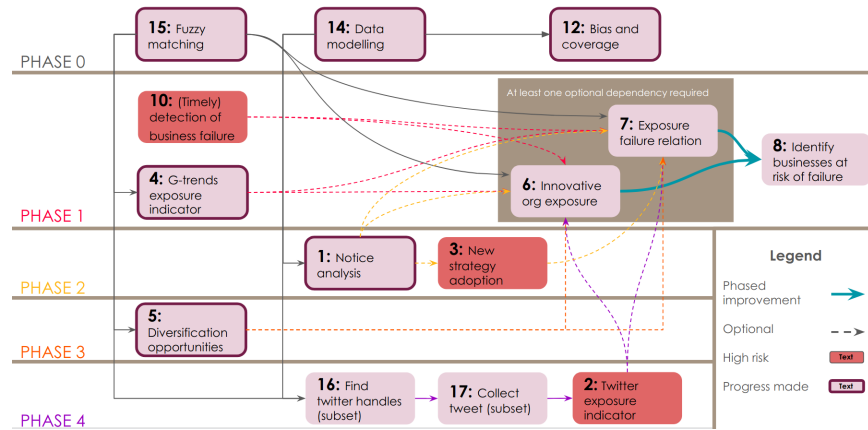 15: Fuzzy
matching
14: Data
modelling
12: Bias and
coverage
PHASE 0
At least one optional dependency required
10: (Timely)
detection of
business failure
7: Exposure
failure relation
8: Identify
businesses at
risk of failure
4: G-trends
exposure
indicator
6: Innovative
org exposure
PHASE 1
1: Notice
analysis
3: New
strategy
adoption
PHASE 2
5:
Diversification
opportunities
PHASE 3
16: Find
twitter handles
(subset)
17: Collect
tweet (subset)
2: Twitter
exposure
indicator
PHASE 4
Legend
Phased
improvement
Optional
High risk
Text
Progress made
Text